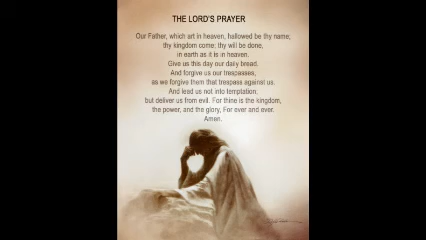 THE LORD'S PRAYER
Our Father, which art in heaven, hallowed be thy name;
thy kingdom come; thy will be done,
in earth as it is in heaven.
Give us this day our daily bread.
And forgive us our trespasses,
as we forgive them that trespass against us.
And lead us not into temptation;
but deliver us from evil. For thine is the kingdom,
the power, and the glory, For ever and ever.
Amen.